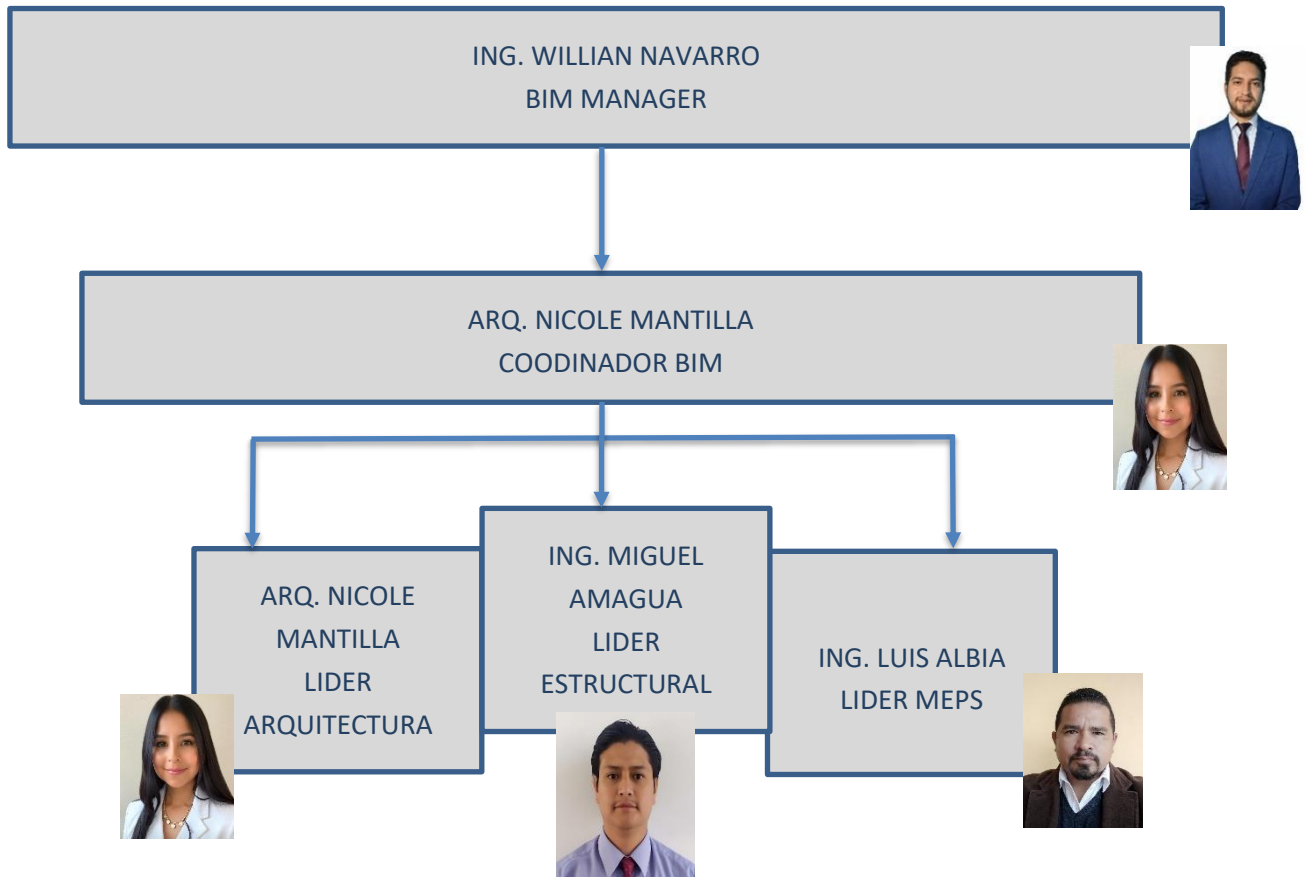 ING. WILLIAN NAVARRO
BIM MANAGER
ARQ. NICOLE MANTILLA
COODINADOR BIM
ARQ. NICOLE
MANTILLA
LIDER
ARQUITECTURA
ING. MIGUEL
AMAGUA
LIDER
ESTRUCTURAL
ING. LUIS ALBIA
LIDER MEPS